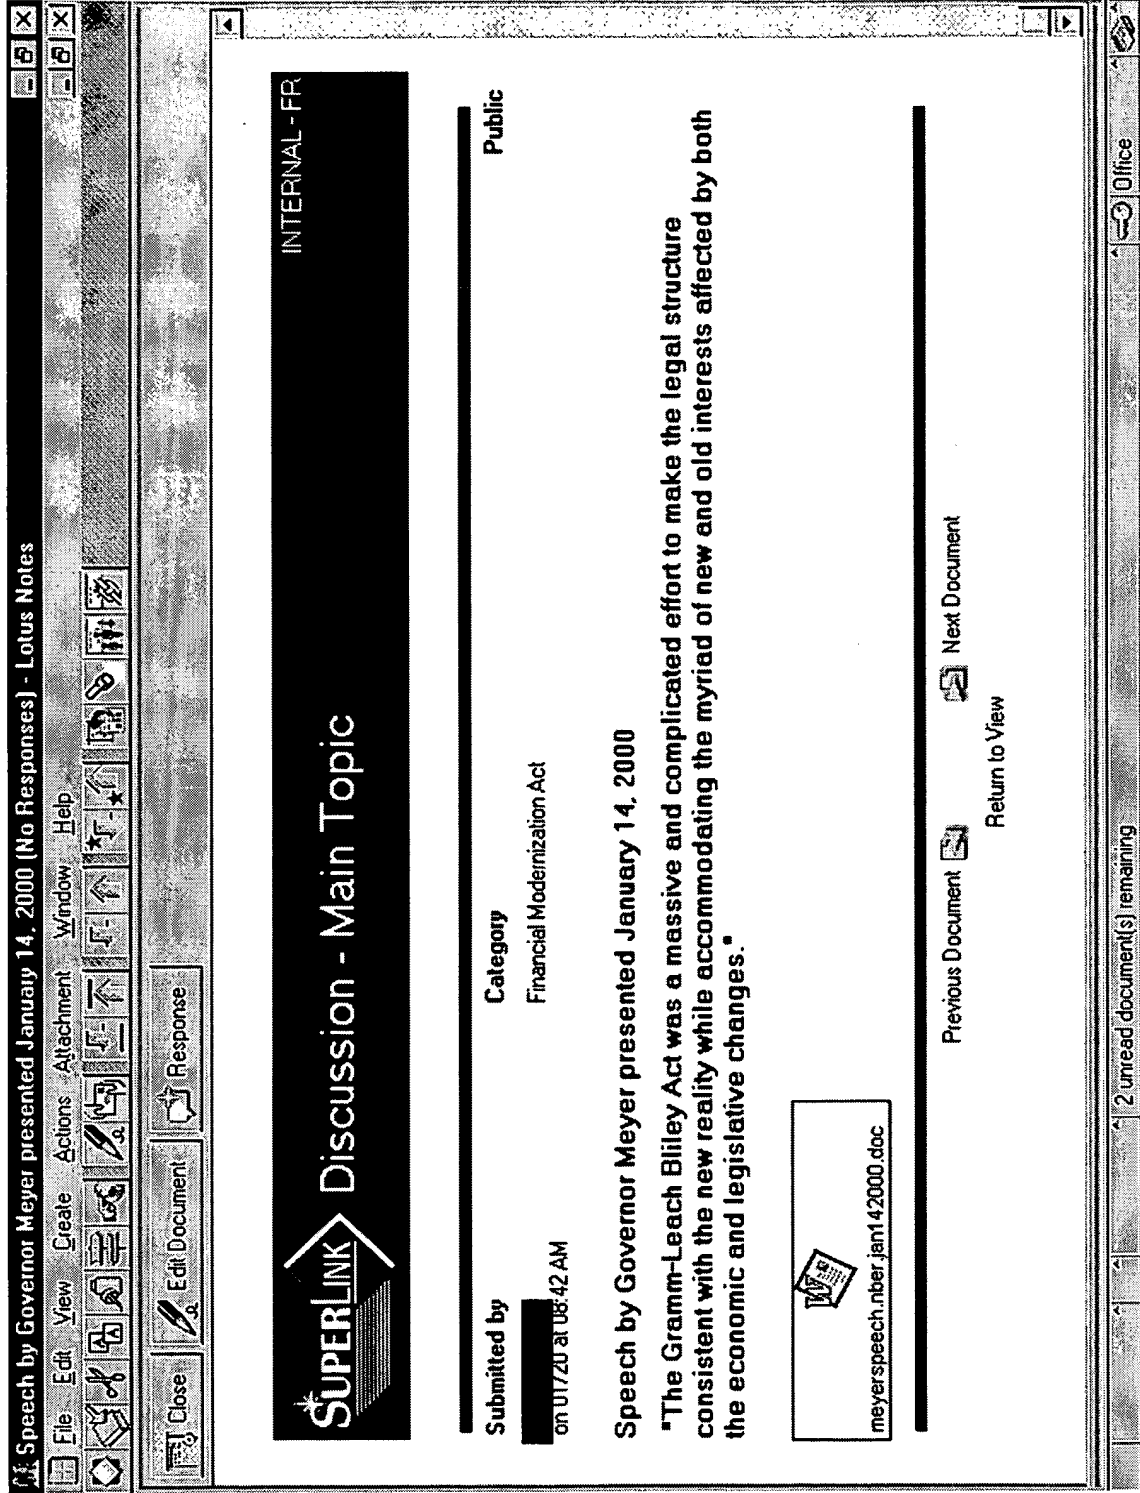 Speech by Governor Meyer presented January 14, 2000 (No Responses) - Lotus Notes
File Edit View Create Actions Attachment Window Help
Close Edit Document Response
INTERNAL - FR
SUPERLINK Discussion - Main Topic
Submitted by Category Public
Financial Modernization Act
on 01/20 at 08:42 AM
Speech by Governor Meyer presented January 14, 2000
"The Gramm-Leach Bliley Act was a massive and complicated effort to make the legal structure
consistent with the new reality while accommodating the myriad of new and old interests affected by both
the economic and legislative changes."
meyerspeech.nber.jan142000.doc
Previous Document Next Document
Return to View
2 unread document(s) remaining Office